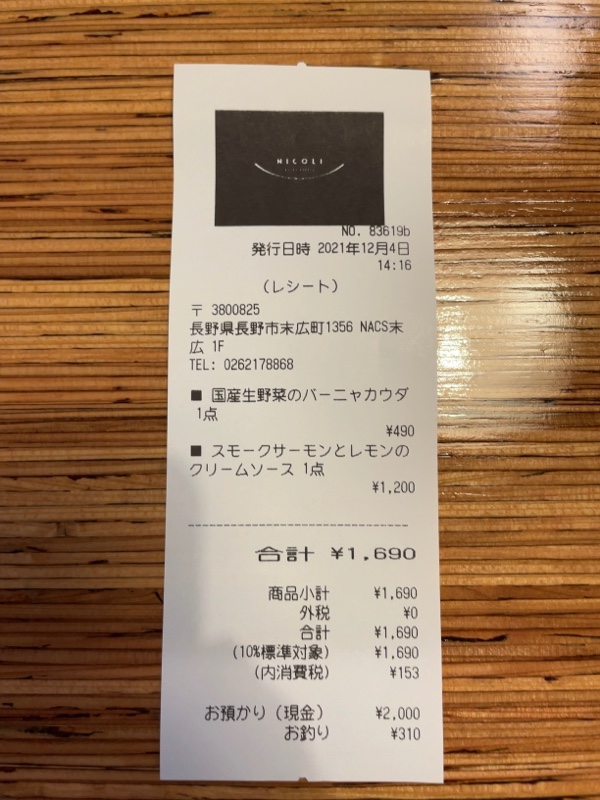 NICOLI
NO. 83619b
発行日時 2021年12月4日
14:16
(レシート)
〒 3800825
長野県長野市末広町1356 NACS末
広 1F
TEL: 0262178868
■ 国産生野菜のバーニャカウダ
1点
¥490
■ スモークサーモンとレモンの
クリームソース 1点
¥1,200
合計 ¥1,690
商品小計 ¥1,690
外税 ¥0
合計 ¥1,690
(10%標準対象) ¥1,690
(内消費税) ¥153
お預かり(現金) ¥2,000
お釣り ¥310